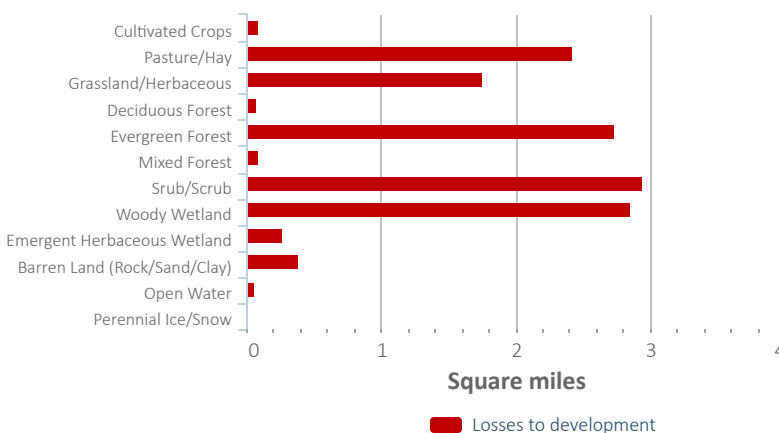 Cultivated Crops
Pasture/Hay
Grassland/Herbaceous
Deciduous Forest
Evergreen Forest
Mixed Forest
Srub/Scrub
Woody Wetland
Emergent Herbaceous Wetland
Barren Land (Rock/Sand/Clay)
Open Water
Perennial Ice/Snow
0 1 2 3 4
Square miles
Losses to development